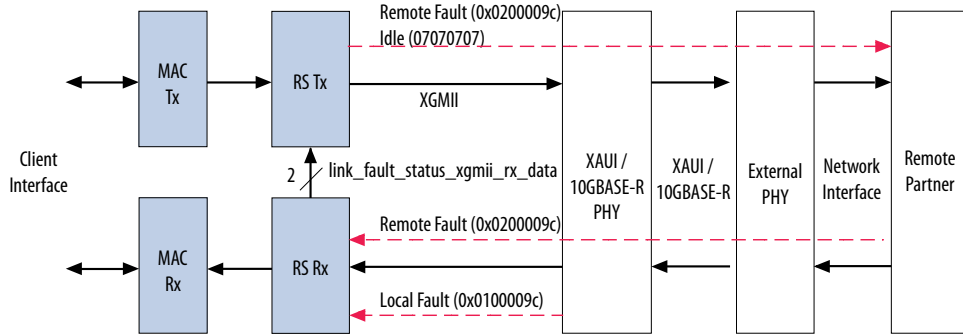 Remote Fault (0x0200009c)
Idle (07070707)
MAC
Tx
RS Tx
XGMII
Client
Interface
2
link_fault_status_xgmii_rx_data
XAUI /
10GBASE-R
PHY
XAUI /
10GBASE-R
External
PHY
Network
Interface
Remote
Partner
Remote Fault (0x0200009c)
MAC
Rx
RS Rx
Local Fault (0x0100009c)